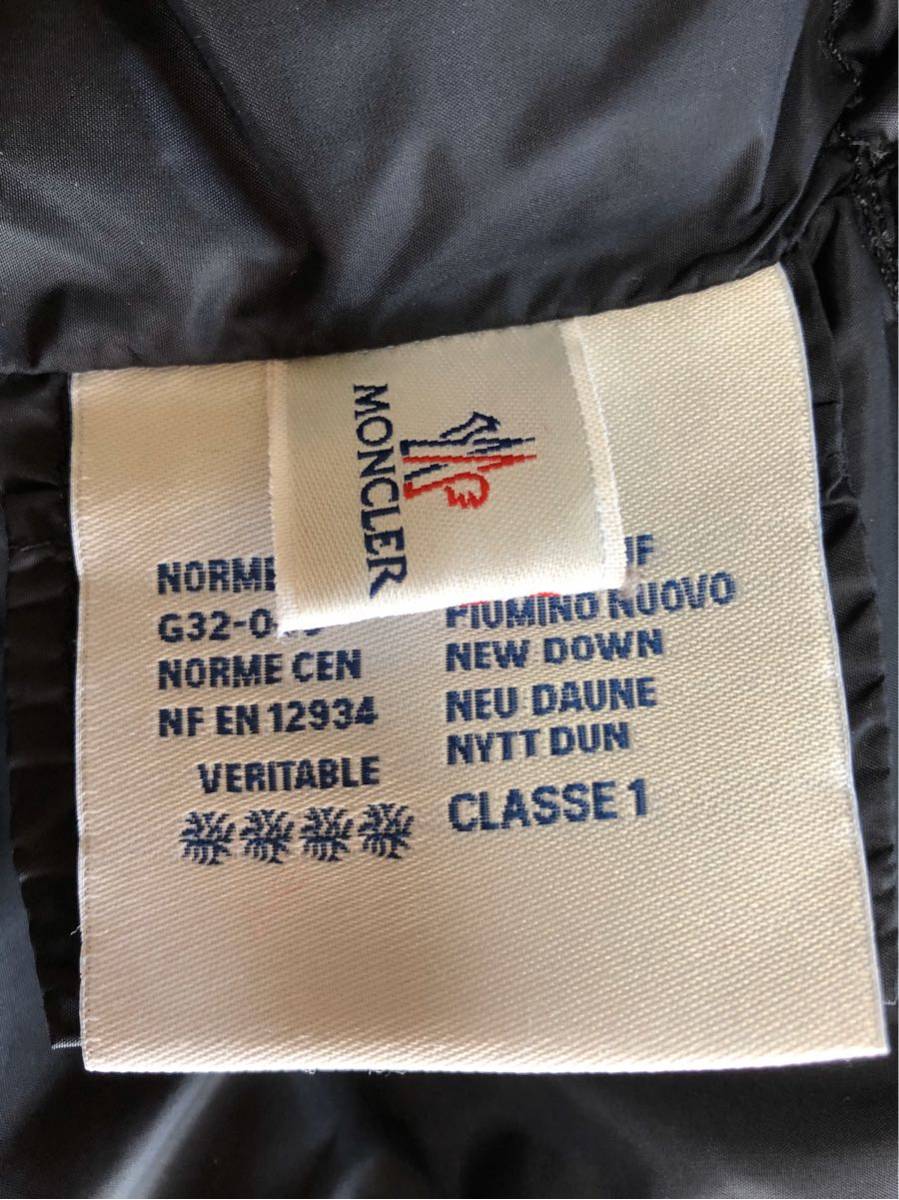 MONCLER
NORME
G32-0
NORME CEN
NF EN 12934
VERITABLE
PIUMINO NUOVO
NEW DOWN
NEU DAUNE
NYTT DUN
CLASSE 1